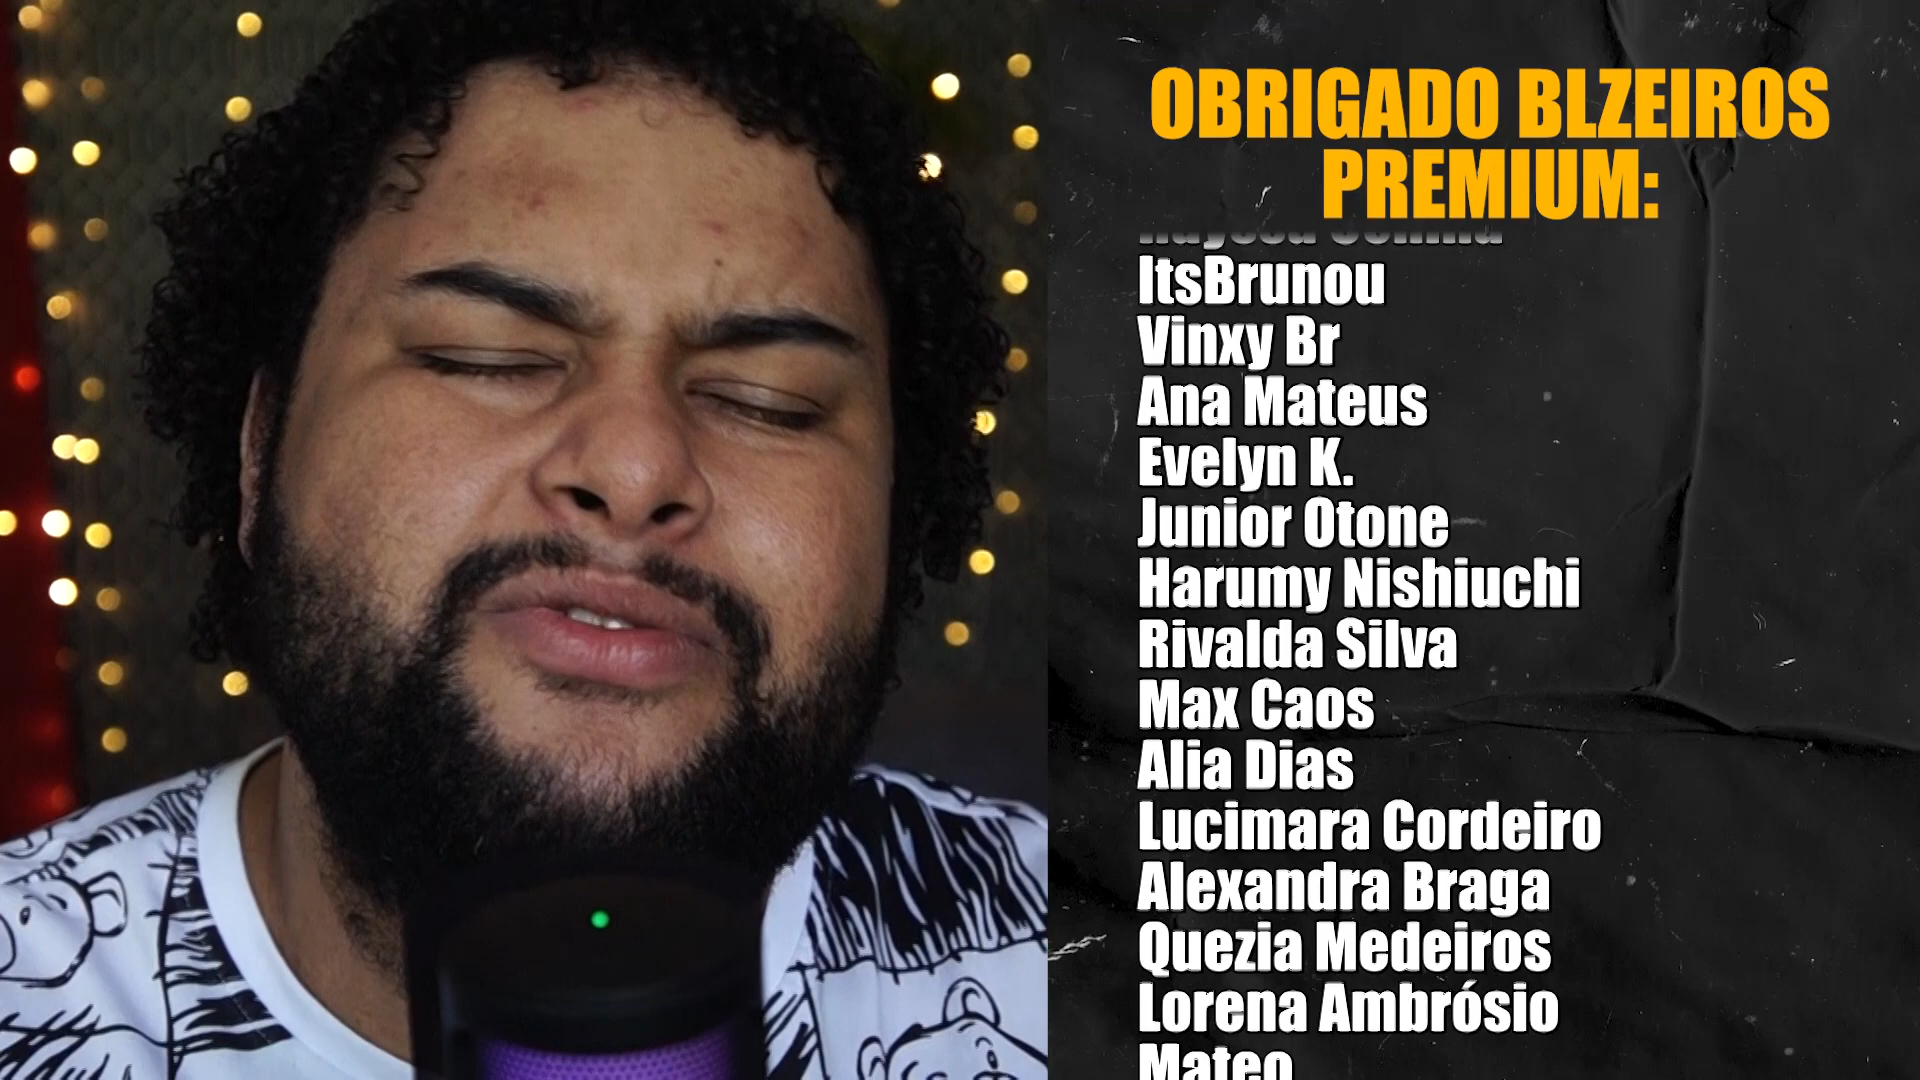 OBRIGADO BLZEIROS
PREMIUM:
ItsBrunou
Vinxy Br
Ana Mateus
Evelyn K.
Junior Otone
Harumy Nishiuchi
Rivalda Silva
Max Caos
Alia Dias
Lucimara Cordeiro
Alexandra Braga
Quezia Medeiros
Lorena Ambrósio
Mateo